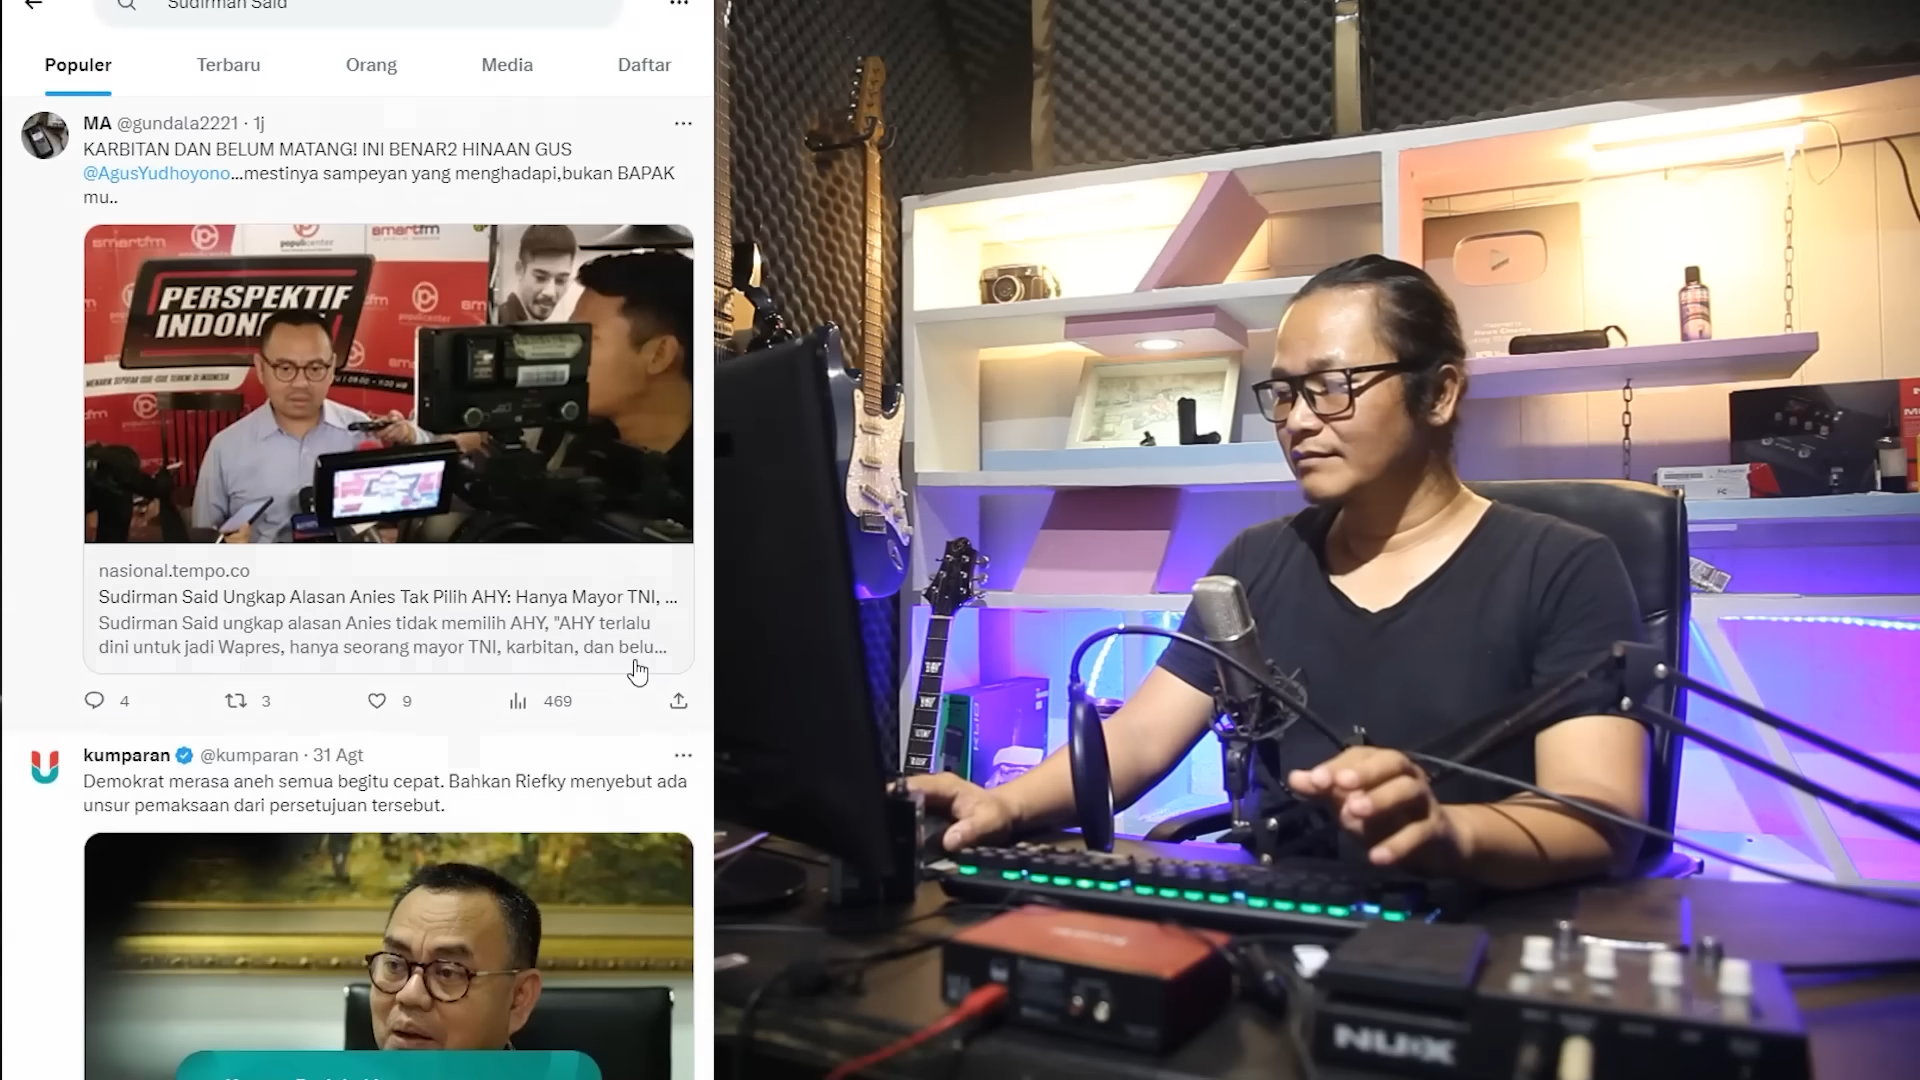 Sudirman Said
Populer
Terbaru
Orang
Media
Daftar
MA @gundala2221 · 1j
KARBITAN DAN BELUM MATANG! INI BENAR2 HINAAN GUS
@AgusYudhoyono...mestinya sampeyan yang menghadapi,bukan BAPAK
mu..
smartfm
populicenter
smartfm
PERSPEKTIF
nasional.tempo.co
Sudirman Said Ungkap Alasan Anies Tak Pilih AHY: Hanya Mayor TNI, ...
Sudirman Said ungkap alasan Anies tidak memilih AHY, "AHY terlalu
dini untuk jadi Wapres, hanya seorang mayor TNI, karbitan, dan belu...
4
3
9
469
kumparan @kumparan · 31 Agt
Demokrat merasa aneh semua begitu cepat. Bahkan Riefky menyebut ada
unsur pemaksaan dari persetujuan tersebut.
NUX